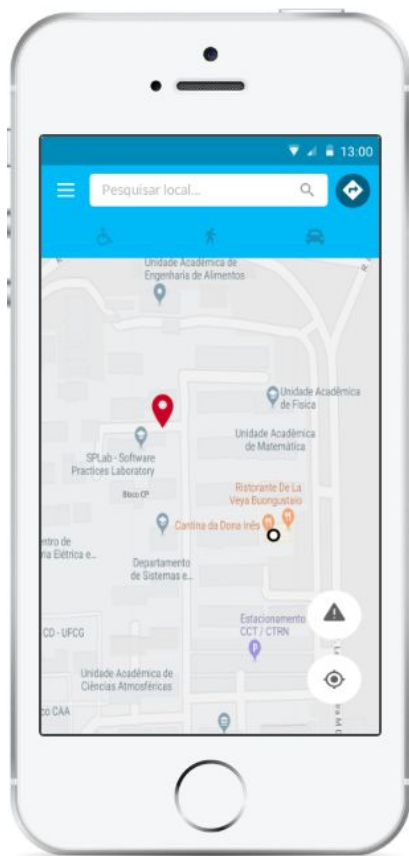 13:00
Pesquisar local...
Unidade Acadêmica de
Engenharia de Alimentos
Unidade Acadêmica
de Física
Unidade Acadêmica
de Matemática
SPLab - Software
Practices Laboratory
Bloco CP
Ristorante De La
Veya Buongustaio
Cantina da Dona Inês
ntro de
ria Elétrica e...
Departamento
de Sistemas e...
CD - UFCG
Estacionamento
CCT / CTRN
Unidade Acadêmica de
Ciências Atmosféricas
co CAA